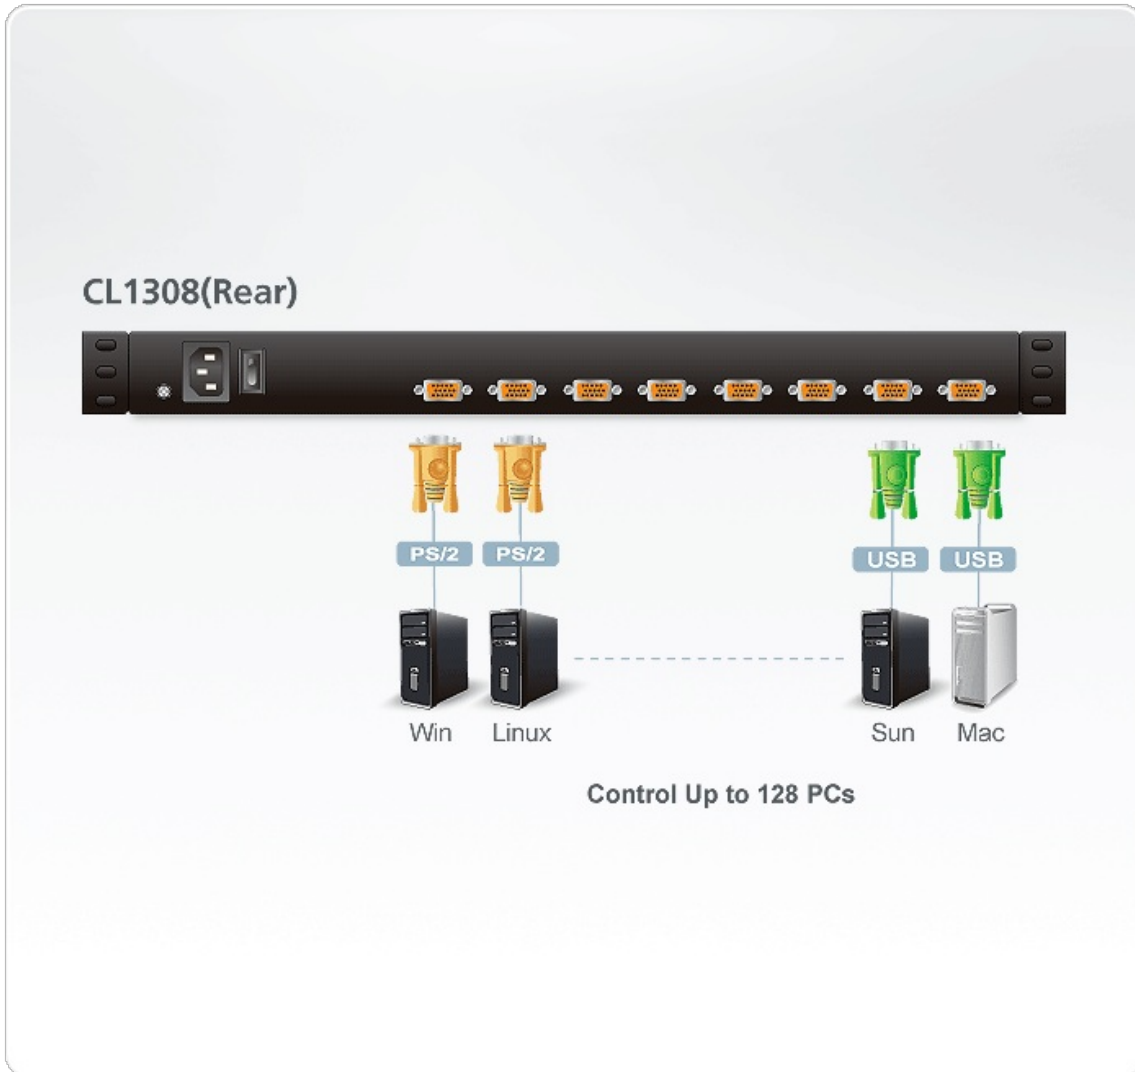 CL1308(Rear)
PS/2 PS/2 USB USB
Win Linux Sun Mac
Control Up to 128 PCs